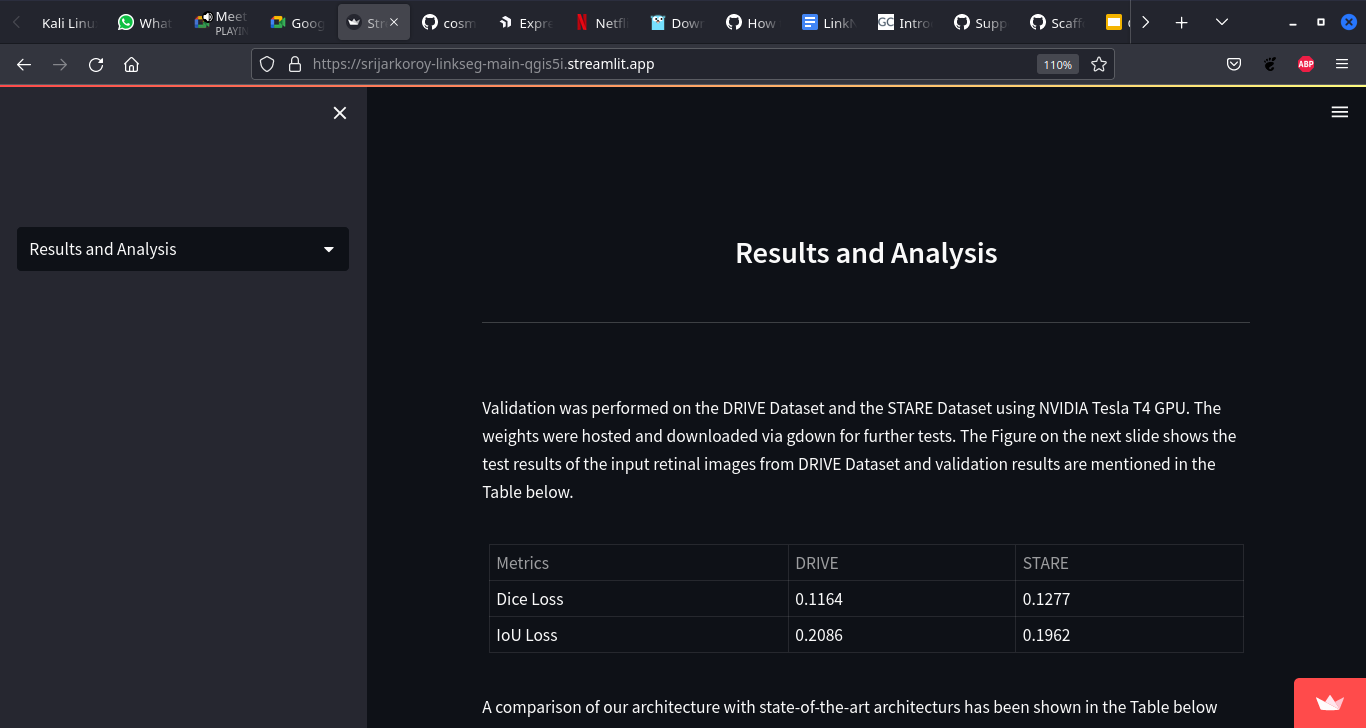 Kali Linu
What
Meet
PLAYIN
Goog
Str
cosm
Expre
Netfli
Dow
How
LinkN
GC
Intro
Supp
Scaff
https://srijarkoroy-linkseg-main-qgis5i.streamlit.app
110%
ABP
Results and Analysis
Results and Analysis
Validation was performed on the DRIVE Dataset and the STARE Dataset using NVIDIA Tesla T4 GPU. The
weights were hosted and downloaded via gdown for further tests. The Figure on the next slide shows the
test results of the input retinal images from DRIVE Dataset and validation results are mentioned in the
Table below.
Metrics DRIVE STARE
Dice Loss 0.1164 0.1277
IoU Loss 0.2086 0.1962
A comparison of our architecture with state-of-the-art architecturs has been shown in the Table below